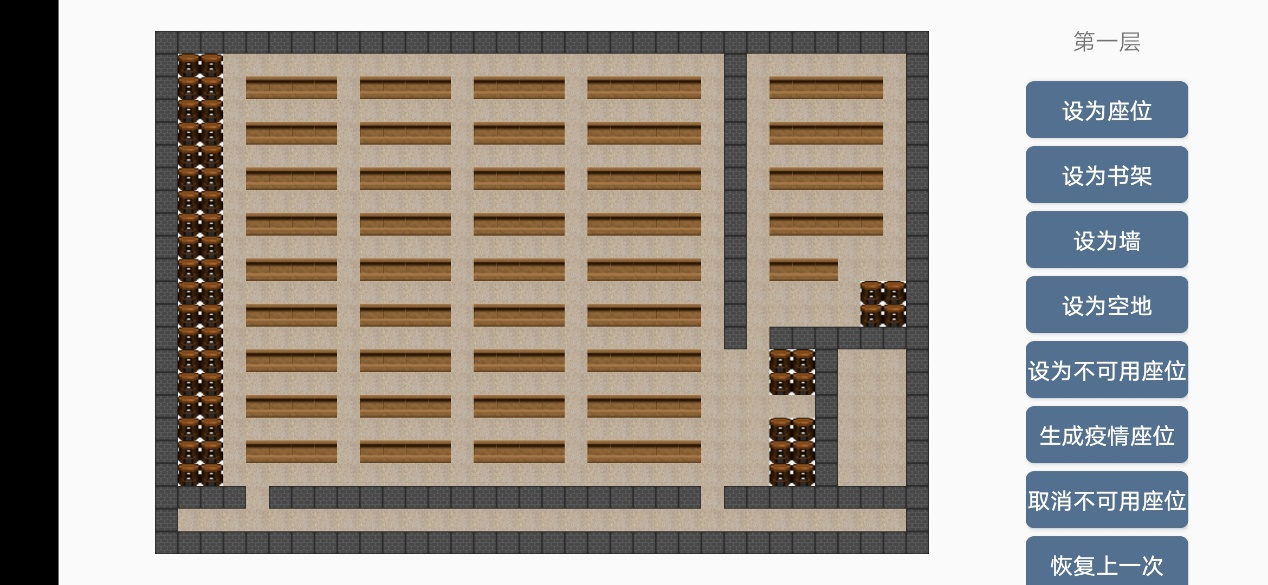 第一层
设为座位
设为书架
设为墙
设为空地
设为不可用座位
生成疫情座位
取消不可用座位
恢复上一次